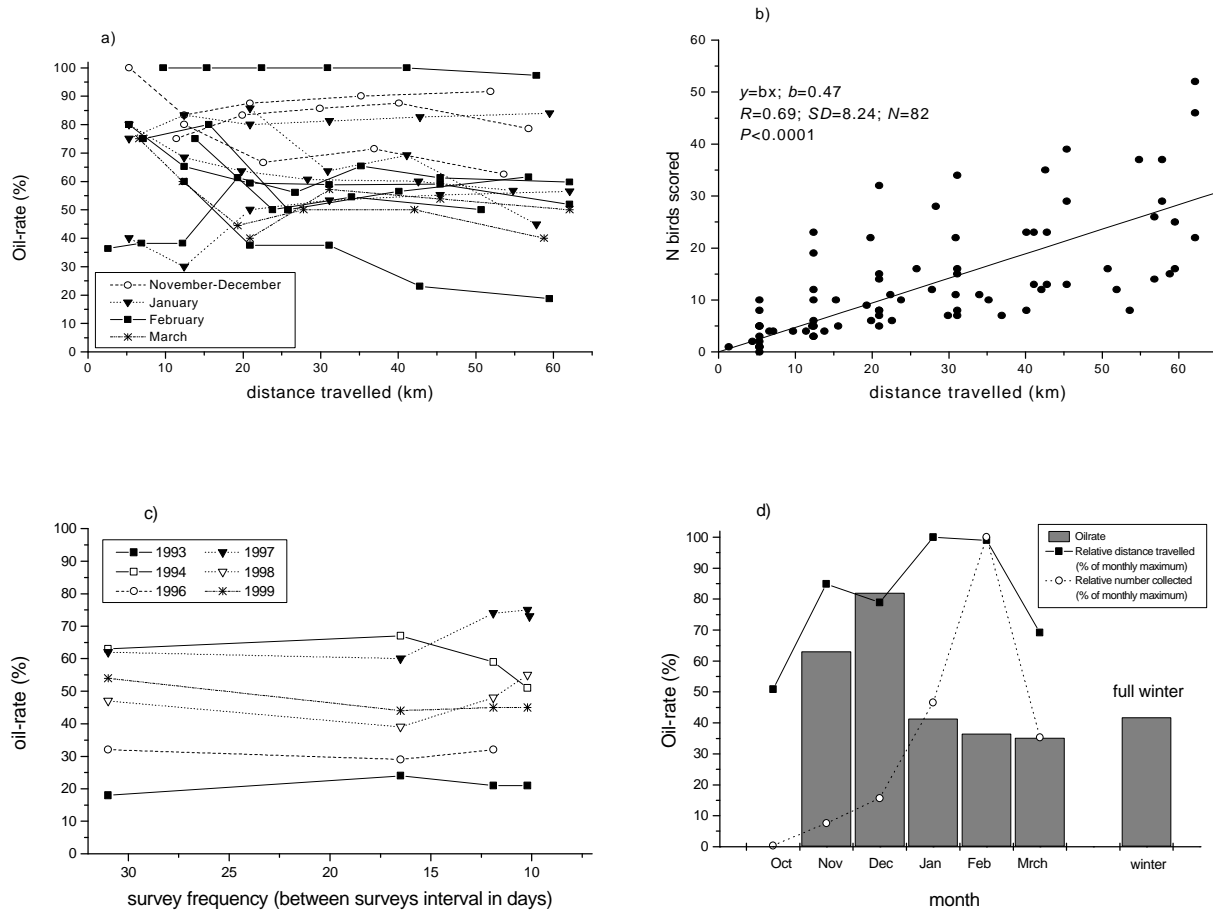 a)
100
90
80
70
60
50
40
30
20
10
0
Oil-rate (%)
November-December
January
February
March
0 10 20 30 40 50 60
distance travelled (km)
b)
60
50
40
30
20
10
0
N birds scored
y=bx; b=0.47
R=0.69; SD=8.24; N=82
P<0.0001
0 10 20 30 40 50 60
distance travelled (km)
c)
100
90
80
70
60
50
40
30
20
10
0
oil-rate (%)
1993 1997
1994 1998
1996 1999
30 25 20 15 10
survey frequency (between surveys interval in days)
d)
100
90
80
70
60
50
40
30
20
10
0
Oil-rate (%)
Oilrate
Relative distance travelled
(% of monthly maximum)
Relative number collected
(% of monthly maximum)
full winter
Oct Nov Dec Jan Feb Mrch winter
month